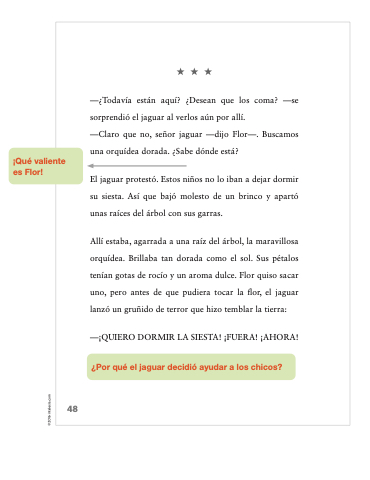 ★ ★ ★
—¿Todavía están aquí? ¿Desean que los coma? —se
sorprendió el jaguar al verlos aún por allí.
—Claro que no, señor jaguar —dijo Flor—. Buscamos
una orquídea dorada. ¿Sabe dónde está?
¡Qué valiente
es Flor!
El jaguar protestó. Estos niños no lo iban a dejar dormir
su siesta. Así que bajó molesto de un brinco y apartó
unas raíces del árbol con sus garras.
Allí estaba, agarrada a una raíz del árbol, la maravillosa
orquídea. Brillaba tan dorada como el sol. Sus pétalos
tenían gotas de rocío y un aroma dulce. Flor quiso sacar
uno, pero antes de que pudiera tocar la flor, el jaguar
lanzó un gruñido de terror que hizo temblar la tierra:
—¡QUIERO DORMIR LA SIESTA! ¡FUERA! ¡AHORA!
¿Por qué el jaguar decidió ayudar a los chicos?
48